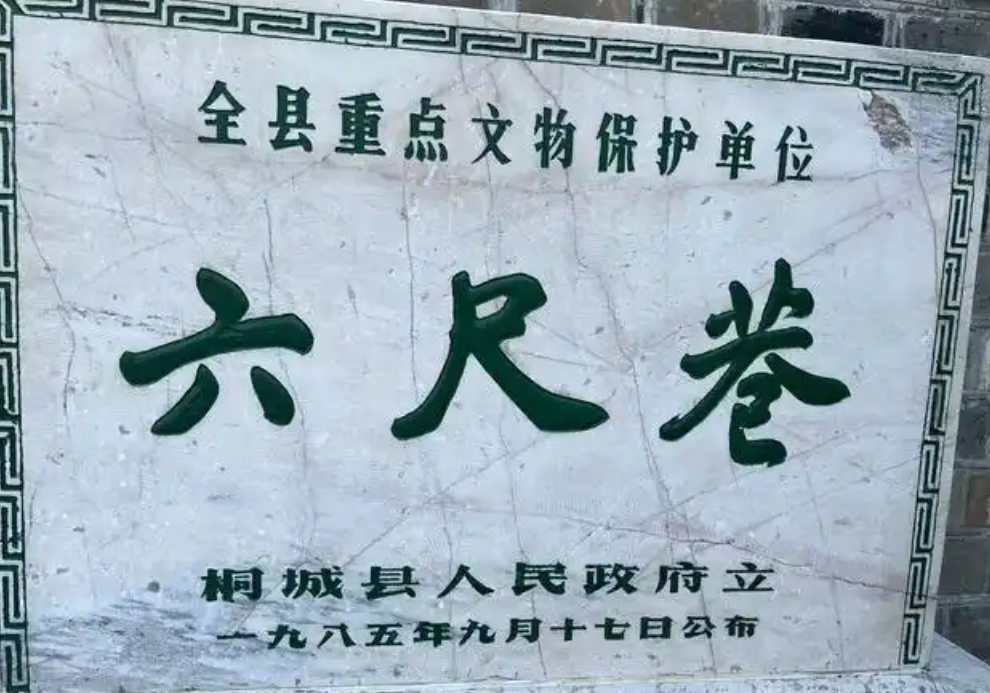 全县重点文物保护单位
六尺巷
桐城县人民政府立
一九八五年九月十七日公布